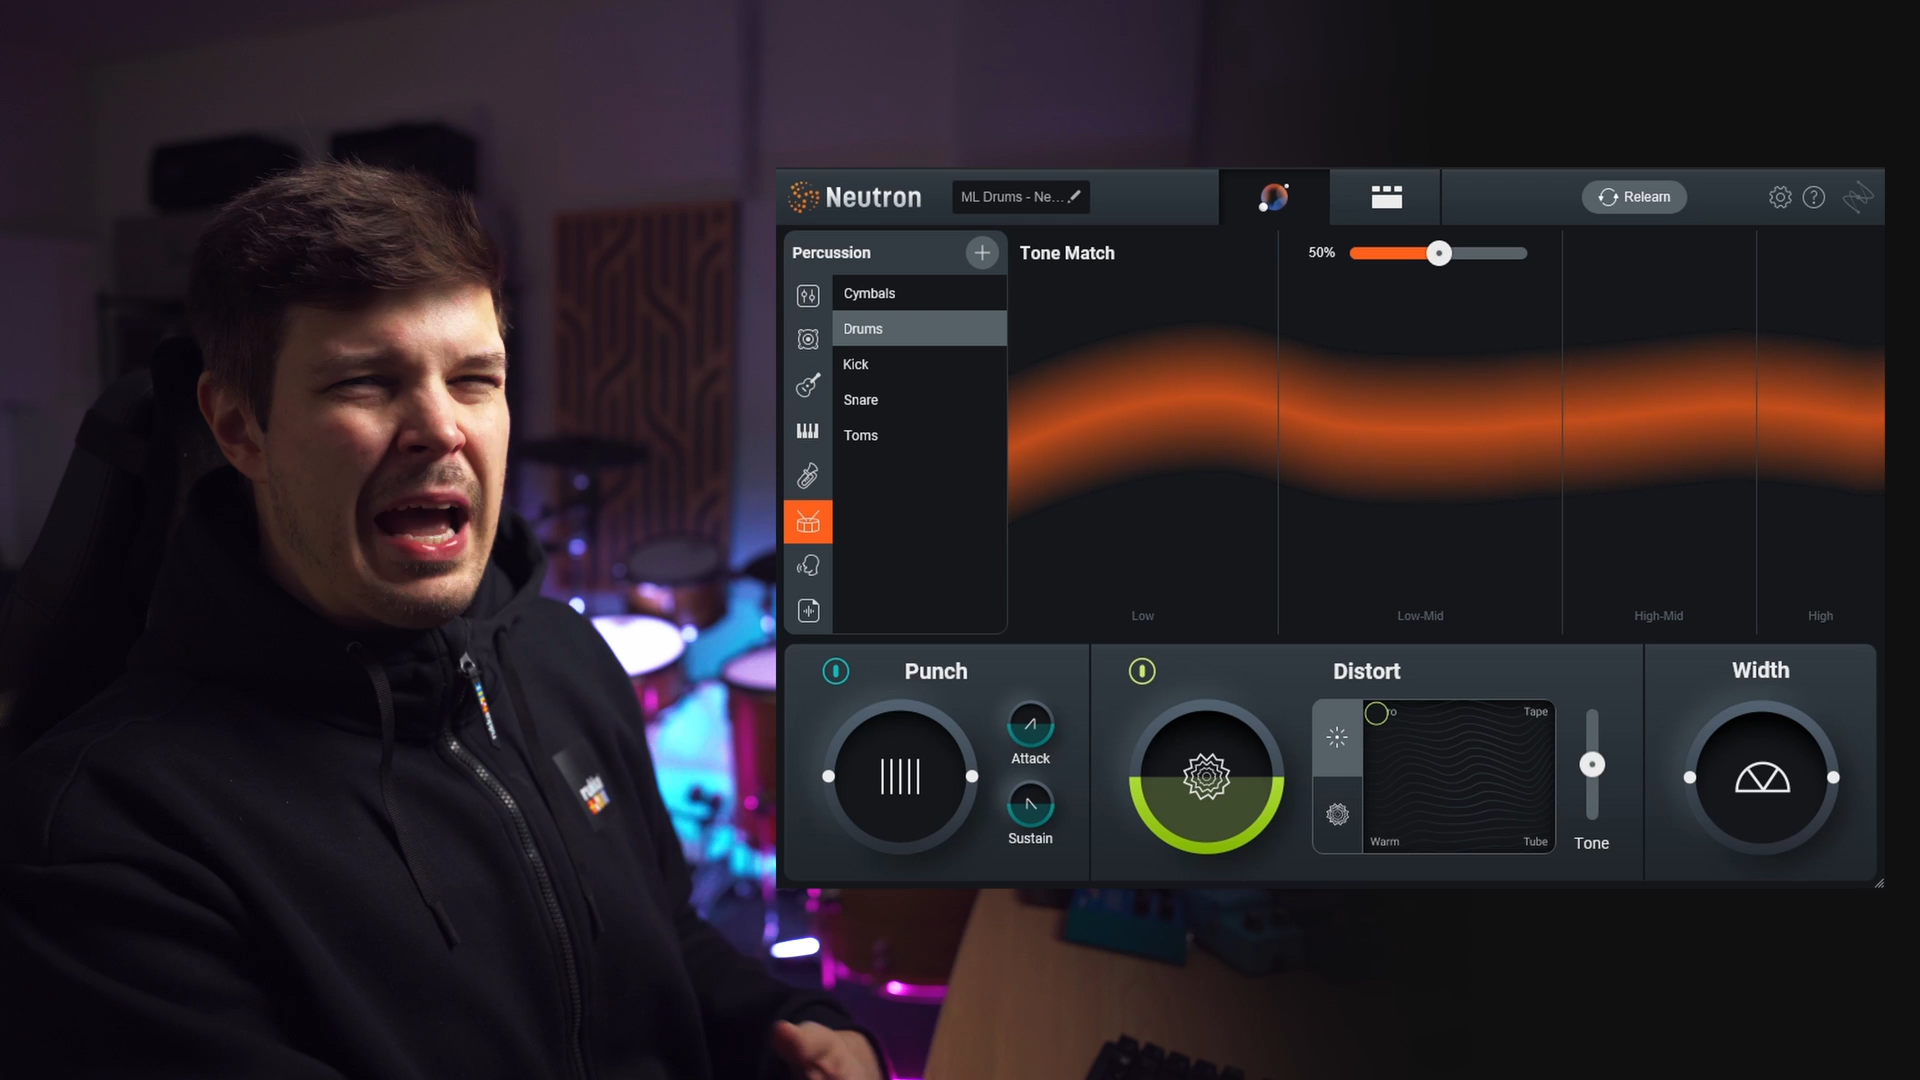 Neutron
ML Drums - Ne...
Relearn
Percussion
Cymbals
Drums
Kick
Snare
Toms
Tone Match
50%
Low
Low-Mid
High-Mid
High
Punch
Attack
Sustain
Distort
Tape
Warm
Tube
Tone
Width